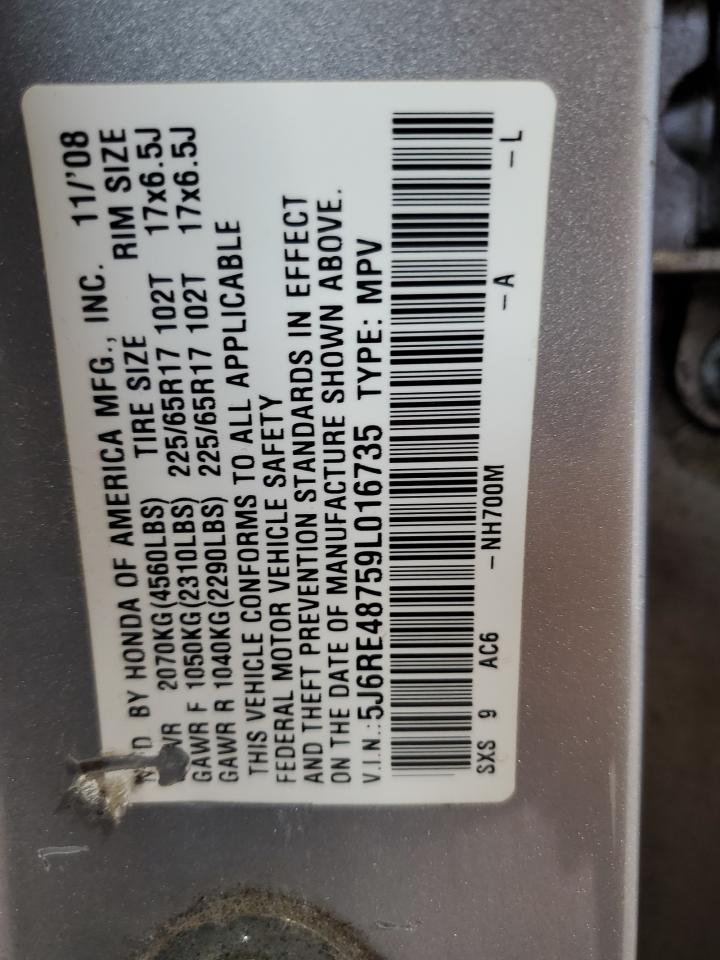 BY HONDA OF AMERICA MFG., INC. 11/'08
2070KG(4560LBS) TIRE SIZE RIM SIZE
GAWR F 1050KG(2310LBS) 225/65R17 102T 17x6.5J
GAWR R 1040KG(2290LBS) 225/65R17 102T 17x6.5J
THIS VEHICLE CONFORMS TO ALL APPLICABLE
FEDERAL MOTOR VEHICLE SAFETY
AND THEFT PREVENTION STANDARDS IN EFFECT
ON THE DATE OF MANUFACTURE SHOWN ABOVE.
V.I.N.:5J6RE48759L016735 TYPE: MPV
SXS 9 AC6 –NH700M –A –L